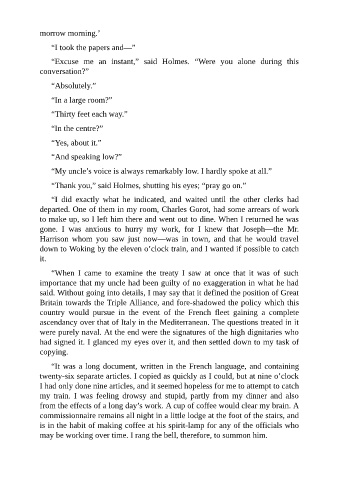 morrow morning.’
“I took the papers and—”
“Excuse me an instant,” said Holmes. “Were you alone during this
conversation?”
“Absolutely.”
“In a large room?”
“Thirty feet each way.”
“In the centre?”
“Yes, about it.”
“And speaking low?”
“My uncle’s voice is always remarkably low. I hardly spoke at all.”
“Thank you,” said Holmes, shutting his eyes; “pray go on.”
“I did exactly what he indicated, and waited until the other clerks had
departed. One of them in my room, Charles Gorot, had some arrears of work
to make up, so I left him there and went out to dine. When I returned he was
gone. I was anxious to hurry my work, for I knew that Joseph—the Mr.
Harrison whom you saw just now—was in town, and that he would travel
down to Woking by the eleven o’clock train, and I wanted if possible to catch
it.
“When I came to examine the treaty I saw at once that it was of such
importance that my uncle had been guilty of no exaggeration in what he had
said. Without going into details, I may say that it defined the position of Great
Britain towards the Triple Alliance, and fore-shadowed the policy which this
country would pursue in the event of the French fleet gaining a complete
ascendancy over that of Italy in the Mediterranean. The questions treated in it
were purely naval. At the end were the signatures of the high dignitaries who
had signed it. I glanced my eyes over it, and then settled down to my task of
copying.
“It was a long document, written in the French language, and containing
twenty-six separate articles. I copied as quickly as I could, but at nine o’clock
I had only done nine articles, and it seemed hopeless for me to attempt to catch
my train. I was feeling drowsy and stupid, partly from my dinner and also
from the effects of a long day’s work. A cup of coffee would clear my brain. A
commissionnaire remains all night in a little lodge at the foot of the stairs, and
is in the habit of making coffee at his spirit-lamp for any of the officials who
may be working over time. I rang the bell, therefore, to summon him.